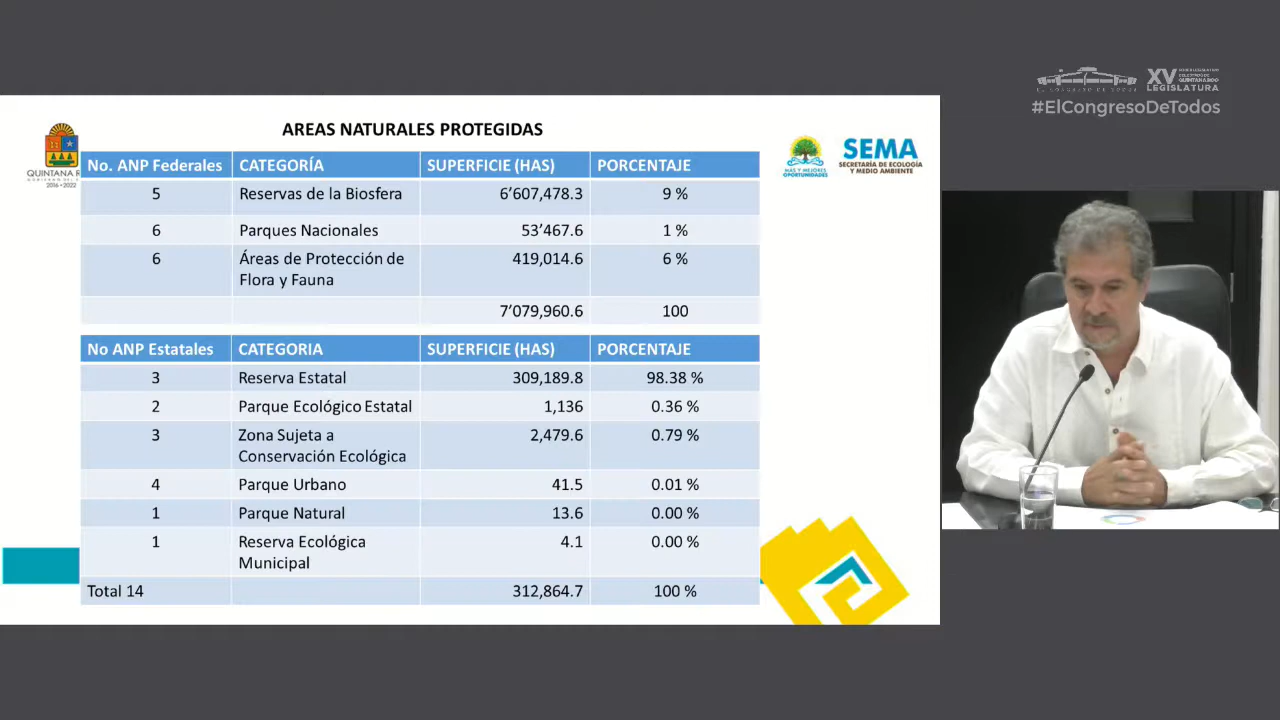 XV LEGISLATURA
#ElCongresoDeTodos
AREAS NATURALES PROTEGIDAS
QUINTANA R
2016•2022
MÁS Y MEJORES
OPORTUNIDADES
SEMA
SECRETARÍA DE ECOLOGÍA
Y MEDIO AMBIENTE
No. ANP Federales CATEGORÍA SUPERFICIE (HAS) PORCENTAJE
5 Reservas de la Biosfera 6’607,478.3 9 %
6 Parques Nacionales 53’467.6 1 %
6 Áreas de Protección de 419,014.6 6 %
Flora y Fauna
7’079,960.6 100
No ANP Estatales CATEGORIA SUPERFICIE (HAS) PORCENTAJE
3 Reserva Estatal 309,189.8 98.38 %
2 Parque Ecológico Estatal 1,136 0.36 %
3 Zona Sujeta a 2,479.6 0.79 %
Conservación Ecológica
4 Parque Urbano 41.5 0.01 %
1 Parque Natural 13.6 0.00 %
1 Reserva Ecológica 4.1 0.00 %
Municipal
Total 14 312,864.7 100 %